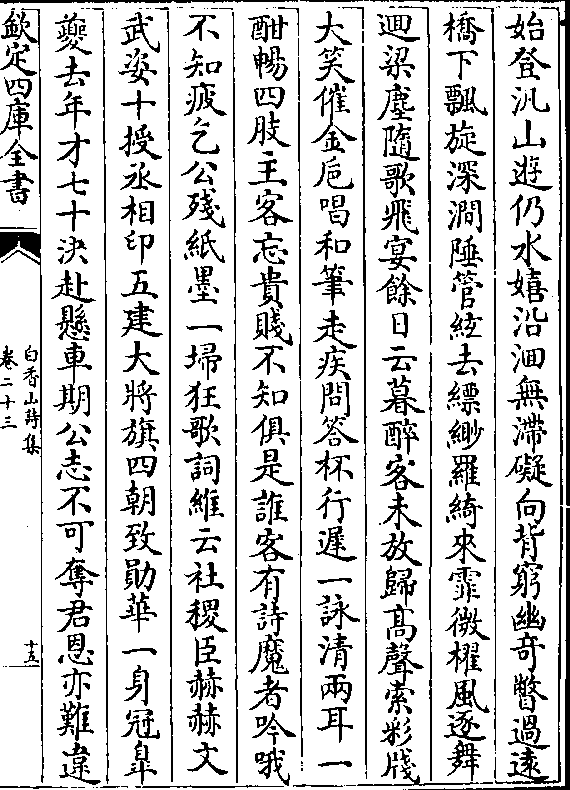 始登汎山遊仍水嬉沿洄無滯礙向背窮幽竒瞥過逺
橋下飄旋深澗陲管絃去縹緲羅綺來霏微櫂風逐舞
迴梁塵隨歌飛宴餘日云暮醉客未放歸髙聲索彩牋
大笑催金巵唱和筆走疾問答杯行遲一詠清兩耳一
酣暢四肢主客忘貴賤不知俱是誰客有詩魔者吟哦
不知疲乞公殘紙墨一埽狂歌詞維云社稷臣赫赫文
武姿十授丞相印五建大將旗四朝致勛華一身冠臯
夔去年才七十決赴懸車期公志不可奪君恩亦難違
欽定四庫全書
白香山詩集
卷二十三
十五